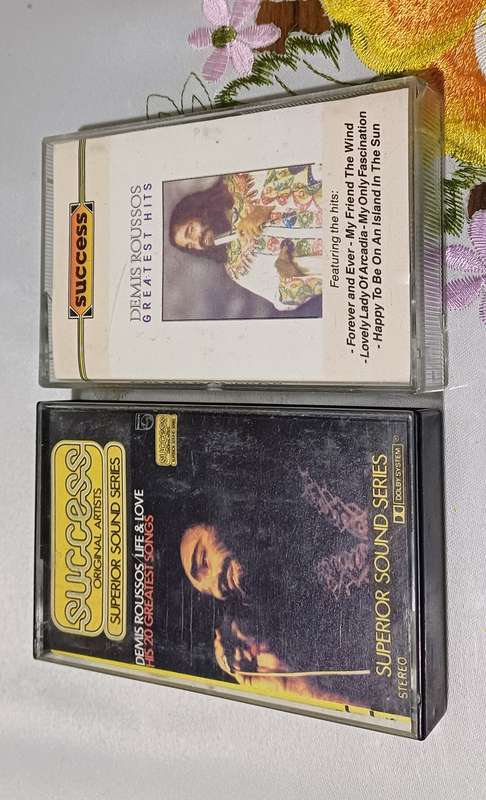 success
DEMIS ROUSSOS
GREATEST HITS
Featuring the hits:
- Forever and Ever - My Friend The Wind
- Lovely Lady Of Arcadia - My Only Fascination
- Happy To Be On An Island In The Sun
success
ORIGINAL ARTISTS
SUPERIOR SOUND SERIES
DEMIS ROUSSOS/LIFE & LOVE
HIS 20 GREATEST SONGS
SUPERIOR SOUND SERIES
STEREO
DOLBY SYSTEM